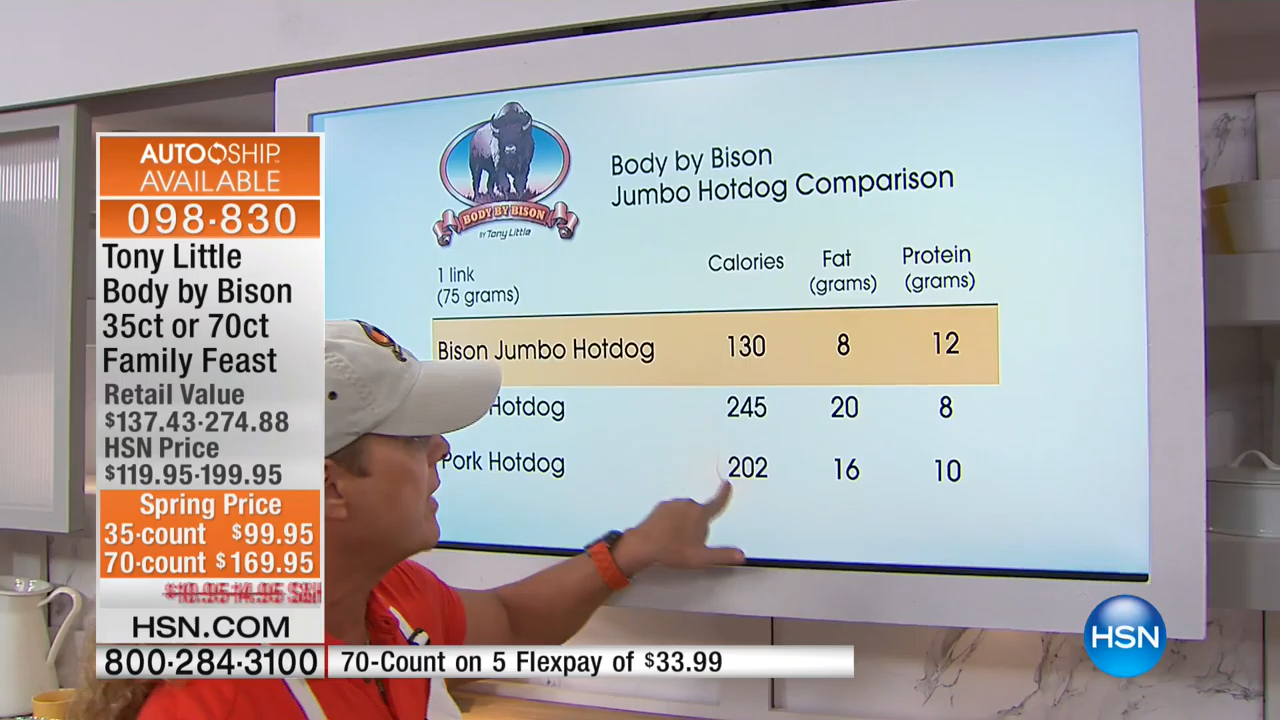 AUTOSHIP
AVAILABLE
098-830
Tony Little
Body by Bison
35ct or 70ct
Family Feast
Retail Value
$137.43-274.88
HSN Price
$119.95-199.95
Spring Price
35-count $99.95
70-count $169.95
HSN.COM
800-284-3100
70-Count on 5 Flexpay of $33.99
BODY BY BISON
BY Tony Little
Body by Bison
Jumbo Hotdog Comparison
1 link
(75 grams)
Calories
Fat
(grams)
Protein
(grams)
Bison Jumbo Hotdog 130 8 12
Hotdog 245 20 8
Pork Hotdog 202 16 10
HSN